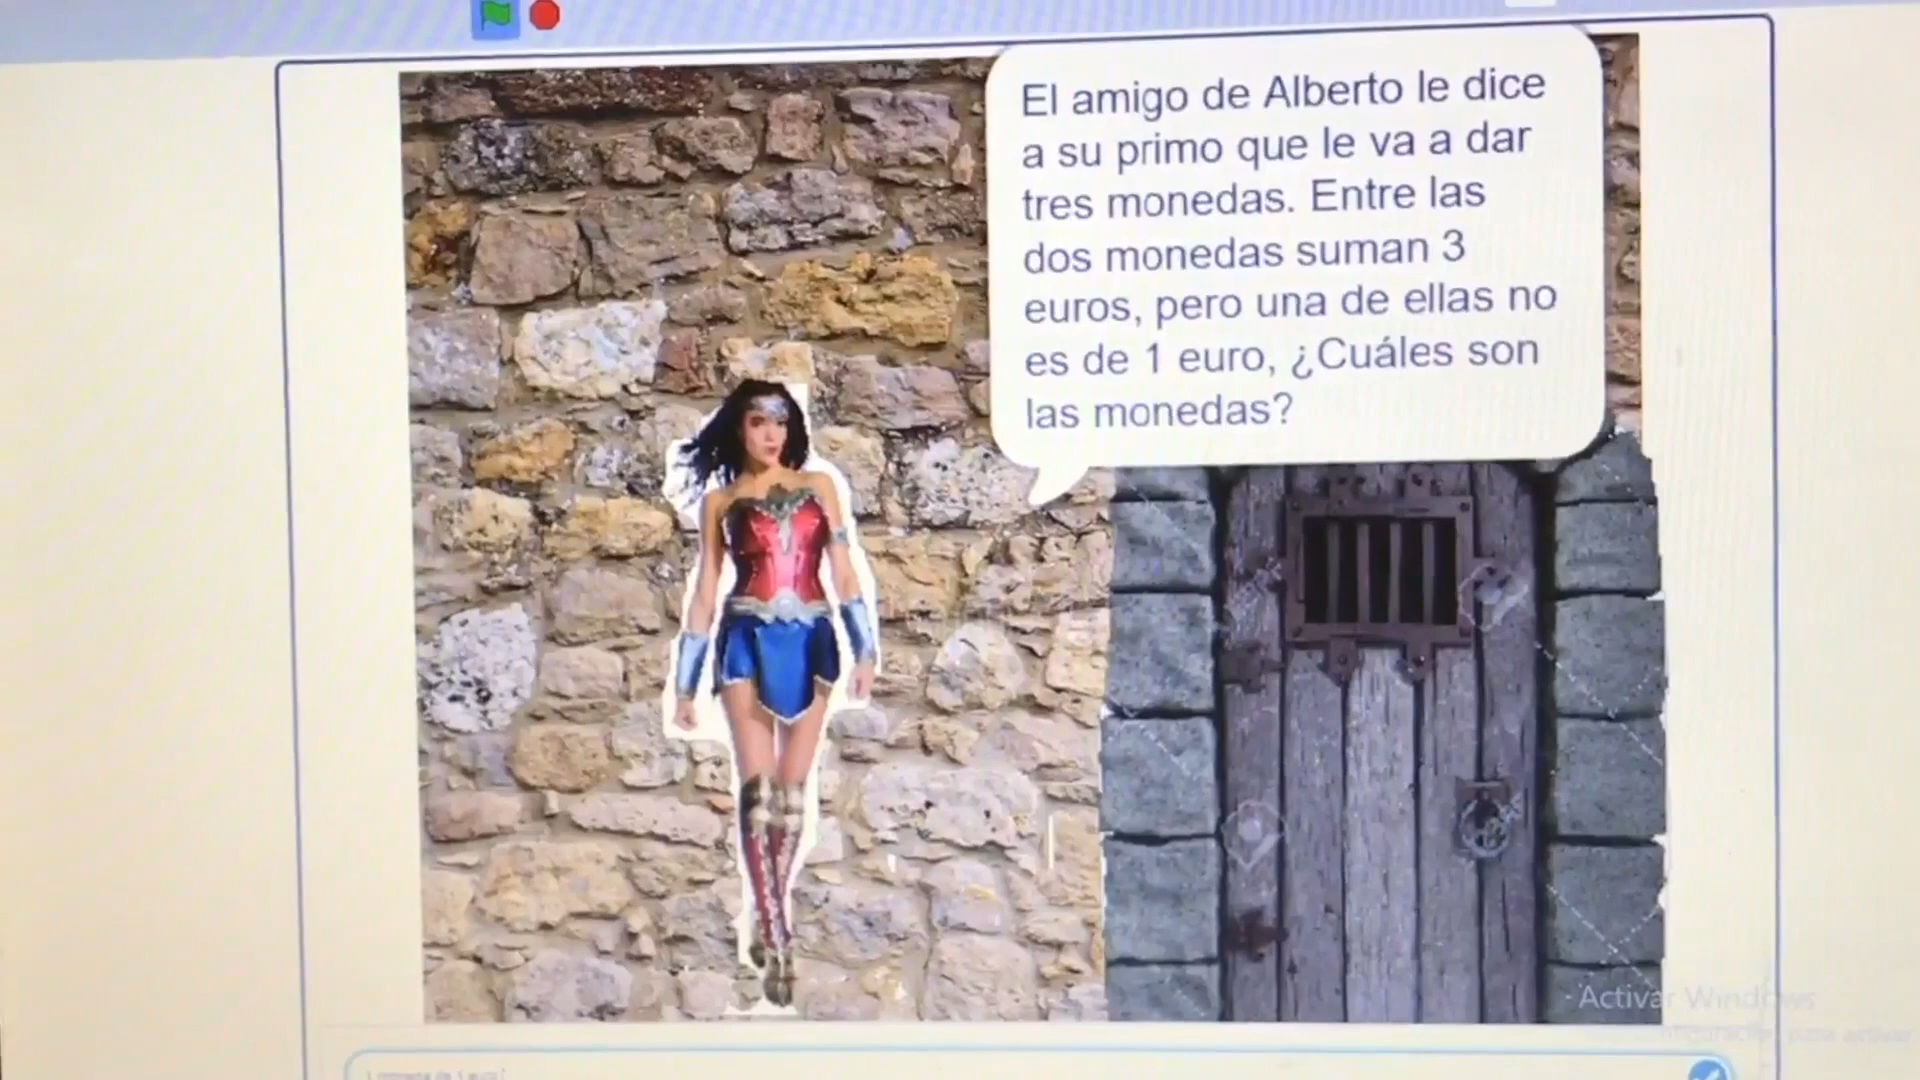 El amigo de Alberto le dice
a su primo que le va a dar
tres monedas. Entre las
dos monedas suman 3
euros, pero una de ellas no
es de 1 euro, ¿Cuáles son
las monedas?
Activar Windows